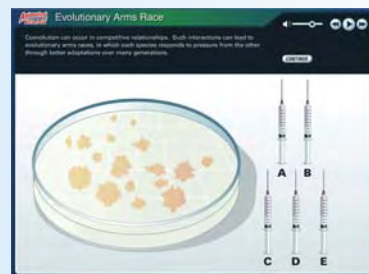 Evolutionary Arms Race
Coevolution can occur in competitive relationships. Such interactions can lead to
evolutionary arms races, in which each species responds to pressure from the other
through better adaptations over many generations.
CONTINUE
A B
C D E